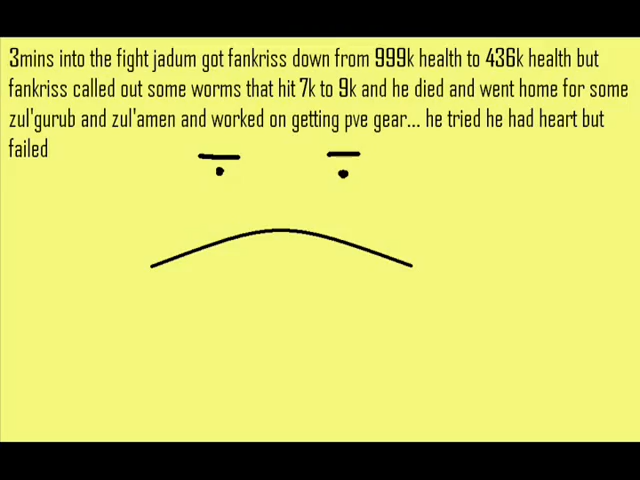 3mins into the fight jadum got fankriss down from 999k health to 436k health but
fankriss called out some worms that hit 7k to 9k and he died and went home for some
zul'gurub and zul'amen and worked on getting pve gear... he tried he had heart but
failed